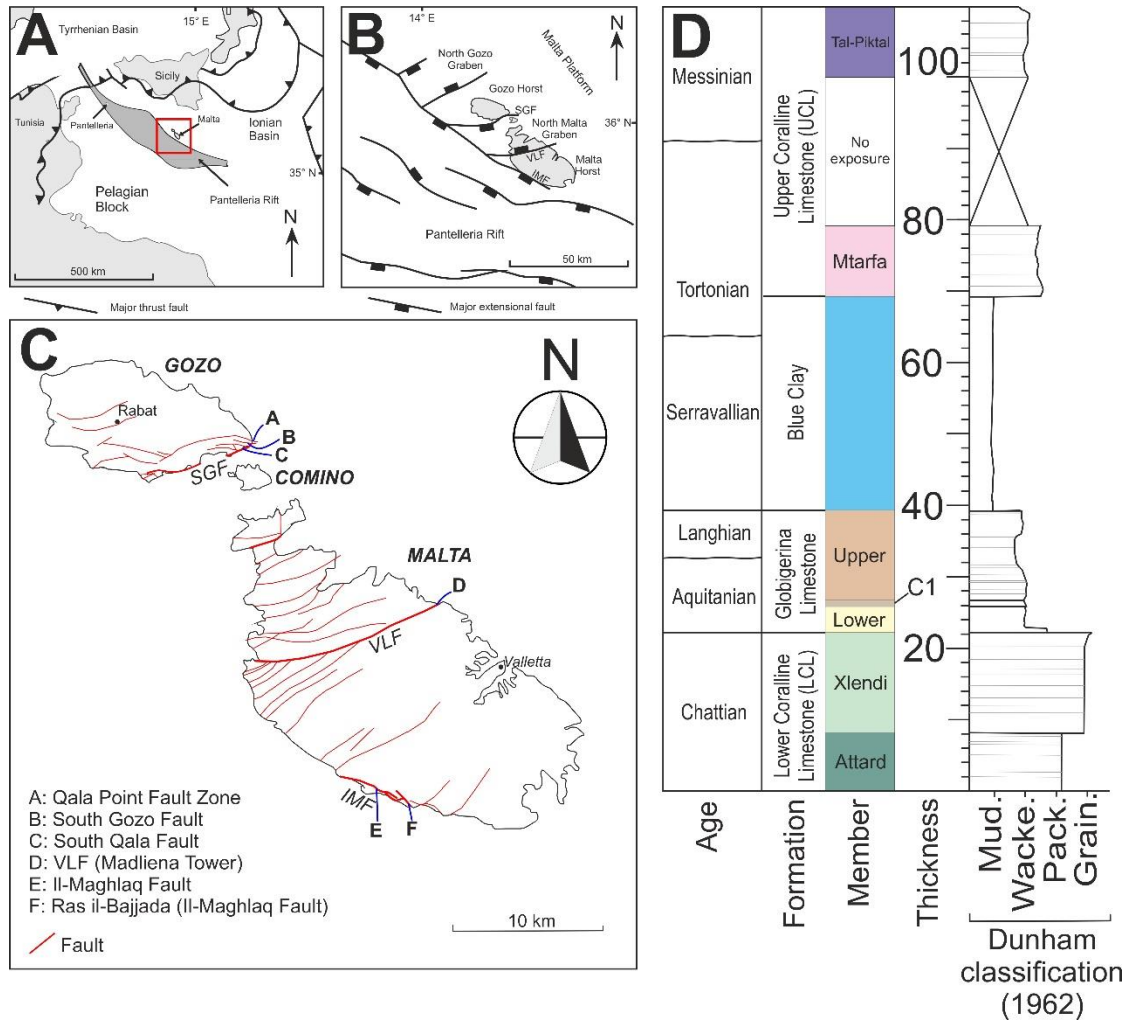 A
15° E
Tyrrhenian Basin
Sicily
Tunisia
Pantelleria
Malta
Ionian
Basin
35° N
Pelagian
Block
Pantelleria Rift
N
500 km
Major thrust fault
B
14° E
N
North Gozo
Graben
Malta Platform
Gozo Horst
SGF
36° N
North Malta
Graben
VLF
Malta
Horst
IMF
Pantelleria Rift
50 km
Major extensional fault
C
GOZO
Rabat
A
B
C
SGF
COMINO
N
MALTA
D
VLF
Valletta
IMF
E
F
A: Qala Point Fault Zone
B: South Gozo Fault
C: South Qala Fault
D: VLF (Madliena Tower)
E: Il-Maghlaq Fault
F: Ras il-Bajjada (Il-Maghlaq Fault)
Fault
10 km
D
Messinian
Tortonian
Serravallian
Langhian
Aquitanian
Chattian
Age
Upper Coralline
Limestone (UCL)
Blue Clay
Globigerina
Limestone
Lower Coralline
Limestone (LCL)
Formation
Tal-Piktal
No
exposure
Mtarfa
Upper
C1
Lower
Xlendi
Attard
Member
100
80
60
40
20
Thickness
Mud.
Wacke.
Pack.
Grain.
Dunham
classification
(1962)